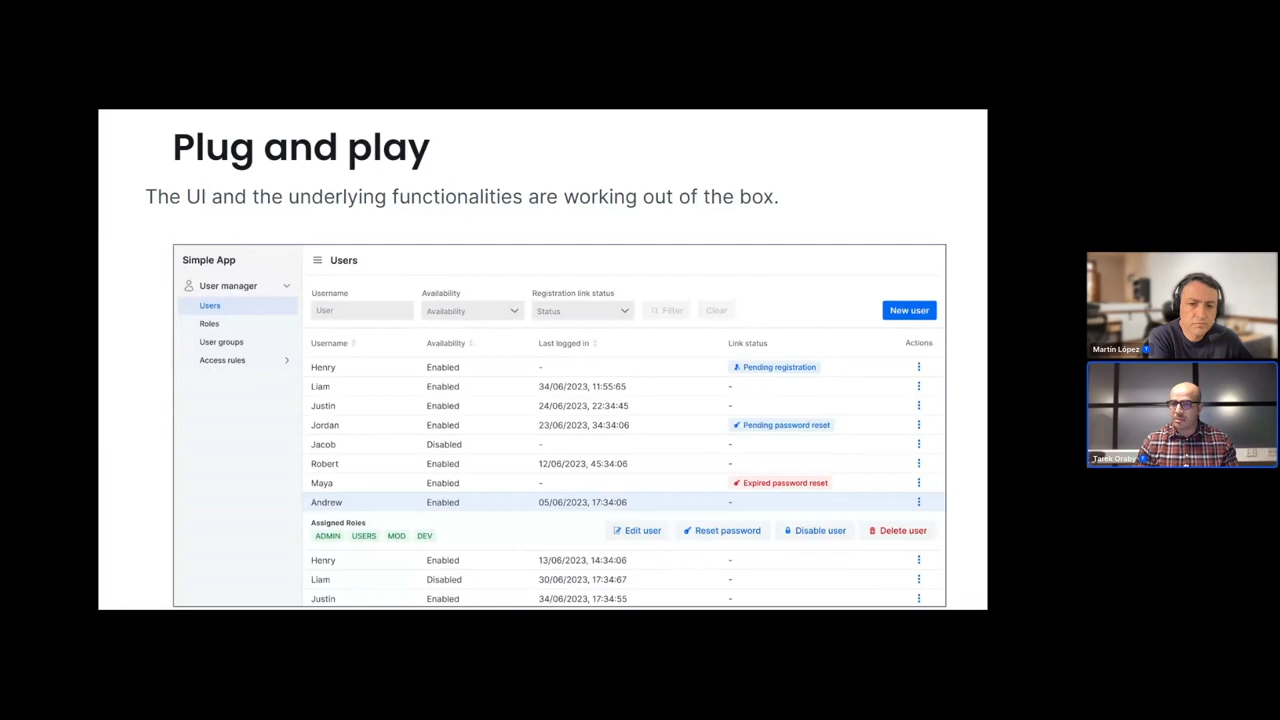 Plug and play
The UI and the underlying functionalities are working out of the box.
Simple App
User manager
Users
Roles
User groups
Access rules
Users
Username Availability Registration link status
User Availability Status Filter Clear New user
Username Availability Last logged in Link status Actions
Henry Enabled - Pending registration
Liam Enabled 34/06/2023, 11:55:65 -
Justin Enabled 24/06/2023, 22:34:45 -
Jordan Enabled 23/06/2023, 34:34:06 Pending password reset
Jacob Disabled - -
Robert Enabled 12/06/2023, 45:34:06 -
Maya Enabled - Expired password reset
Andrew Enabled 05/06/2023, 17:34:06 -
Assigned Roles
ADMIN USERS MOD DEV Edit user Reset password Disable user Delete user
Henry Enabled 13/06/2023, 14:34:06 -
Liam Disabled 30/06/2023, 17:34:67 -
Justin Enabled 34/06/2023, 17:34:55 -
Martín López
Tarek Oraby